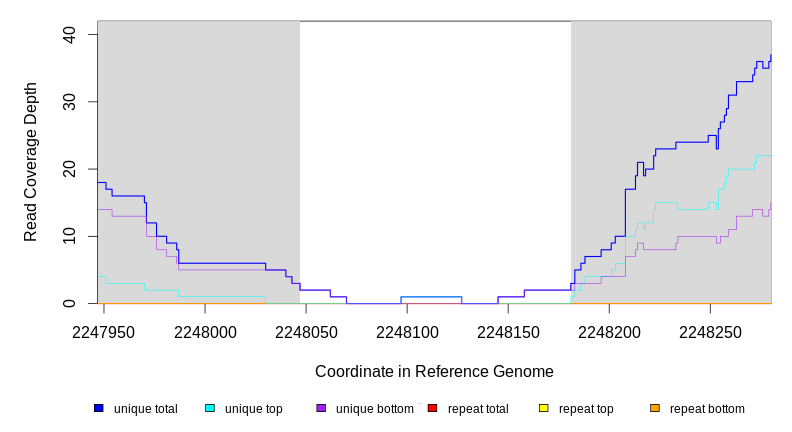 40
30
20
10
0
Read Coverage Depth
2247950 2248000 2248050 2248100 2248150 2248200 2248250
Coordinate in Reference Genome
unique total unique top unique bottom repeat total repeat top repeat bottom